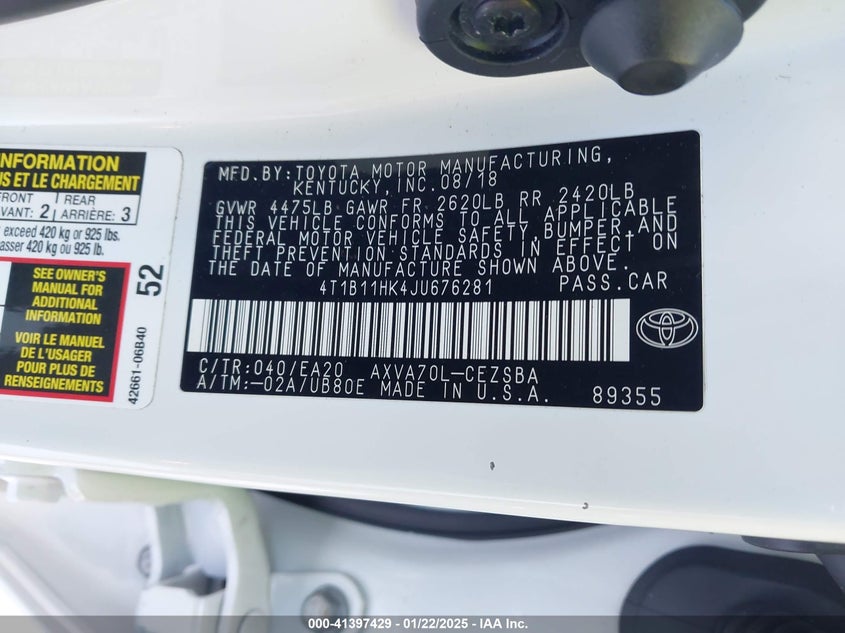 INFORMATION
US ET LE CHARGEMENT
FRONT 1 REAR
AVANT: 2 ARRIÈRE: 3
exceed 420 kg or 925 lbs.
passer 420 kg ou 925 lb.
SEE OWNER'S
MANUAL FOR
ADDITIONAL
INFORMATION
VOIR LE MANUEL
DE L'USAGER
POUR PLUS DE
RENSEIGNEMENTS
52
42661-06B40
MFD. BY: TOYOTA MOTOR MANUFACTURING,
KENTUCKY, INC. 08/18
GVWR 4475LB GAWR FR 2620LB RR 2420LB
THIS VEHICLE CONFORMS TO ALL APPLICABLE
FEDERAL MOTOR VEHICLE SAFETY, BUMPER, AND
THEFT PREVENTION STANDARDS IN EFFECT ON
THE DATE OF MANUFACTURE SHOWN ABOVE.
4T1B11HK4JU676281 PASS.CAR
C/TR: 040/EA20 AXVA70L-CEZSBA
A/TM:-02A/UB80E MADE IN U.S.A. 89355
000-41397429 - 01/22/2025 - IAA Inc.